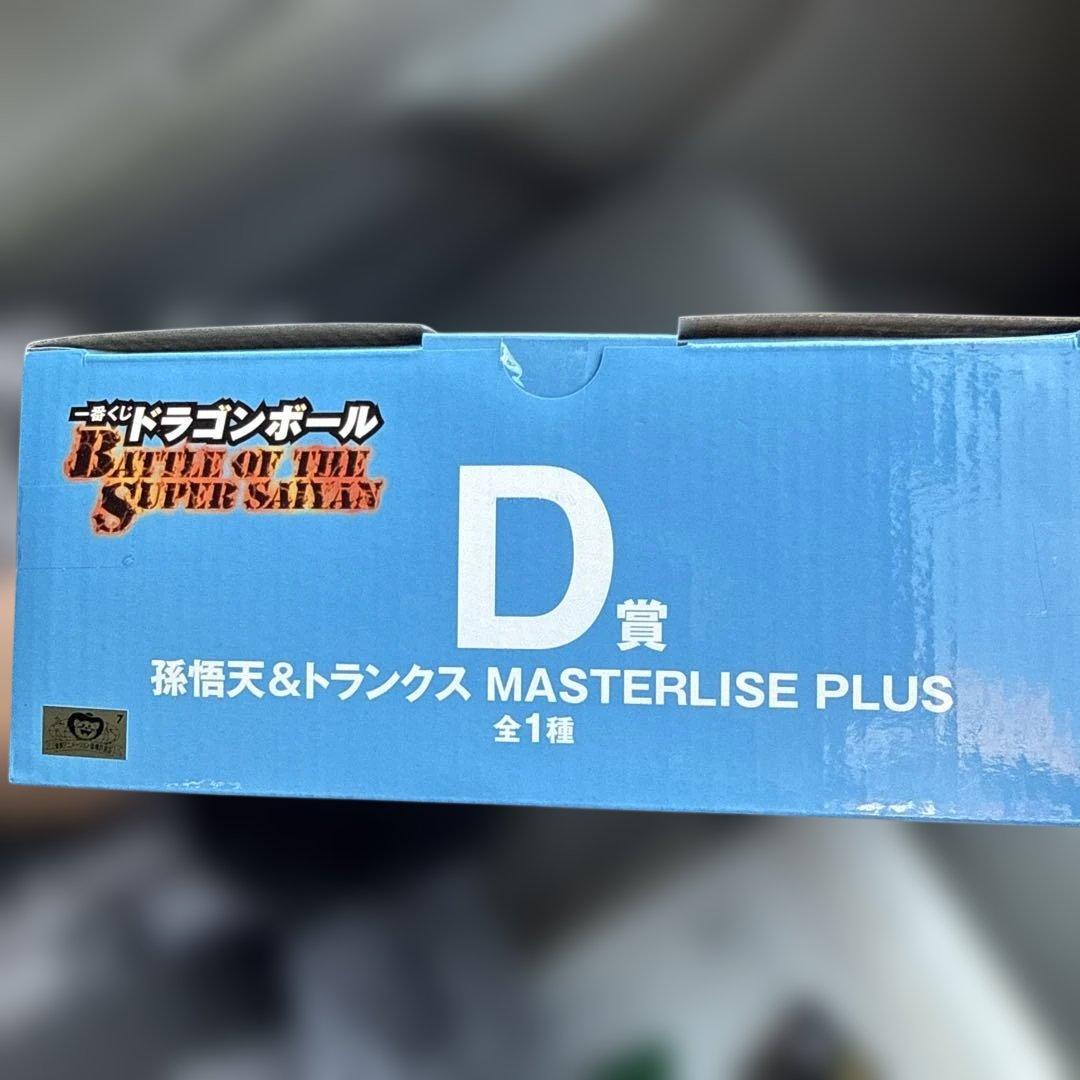 一番くじ ドラゴンボール
BATTLE OF THE
SUPER SAIYAN
D賞
孫悟天&トランクス MASTERLISE PLUS
全1種
7